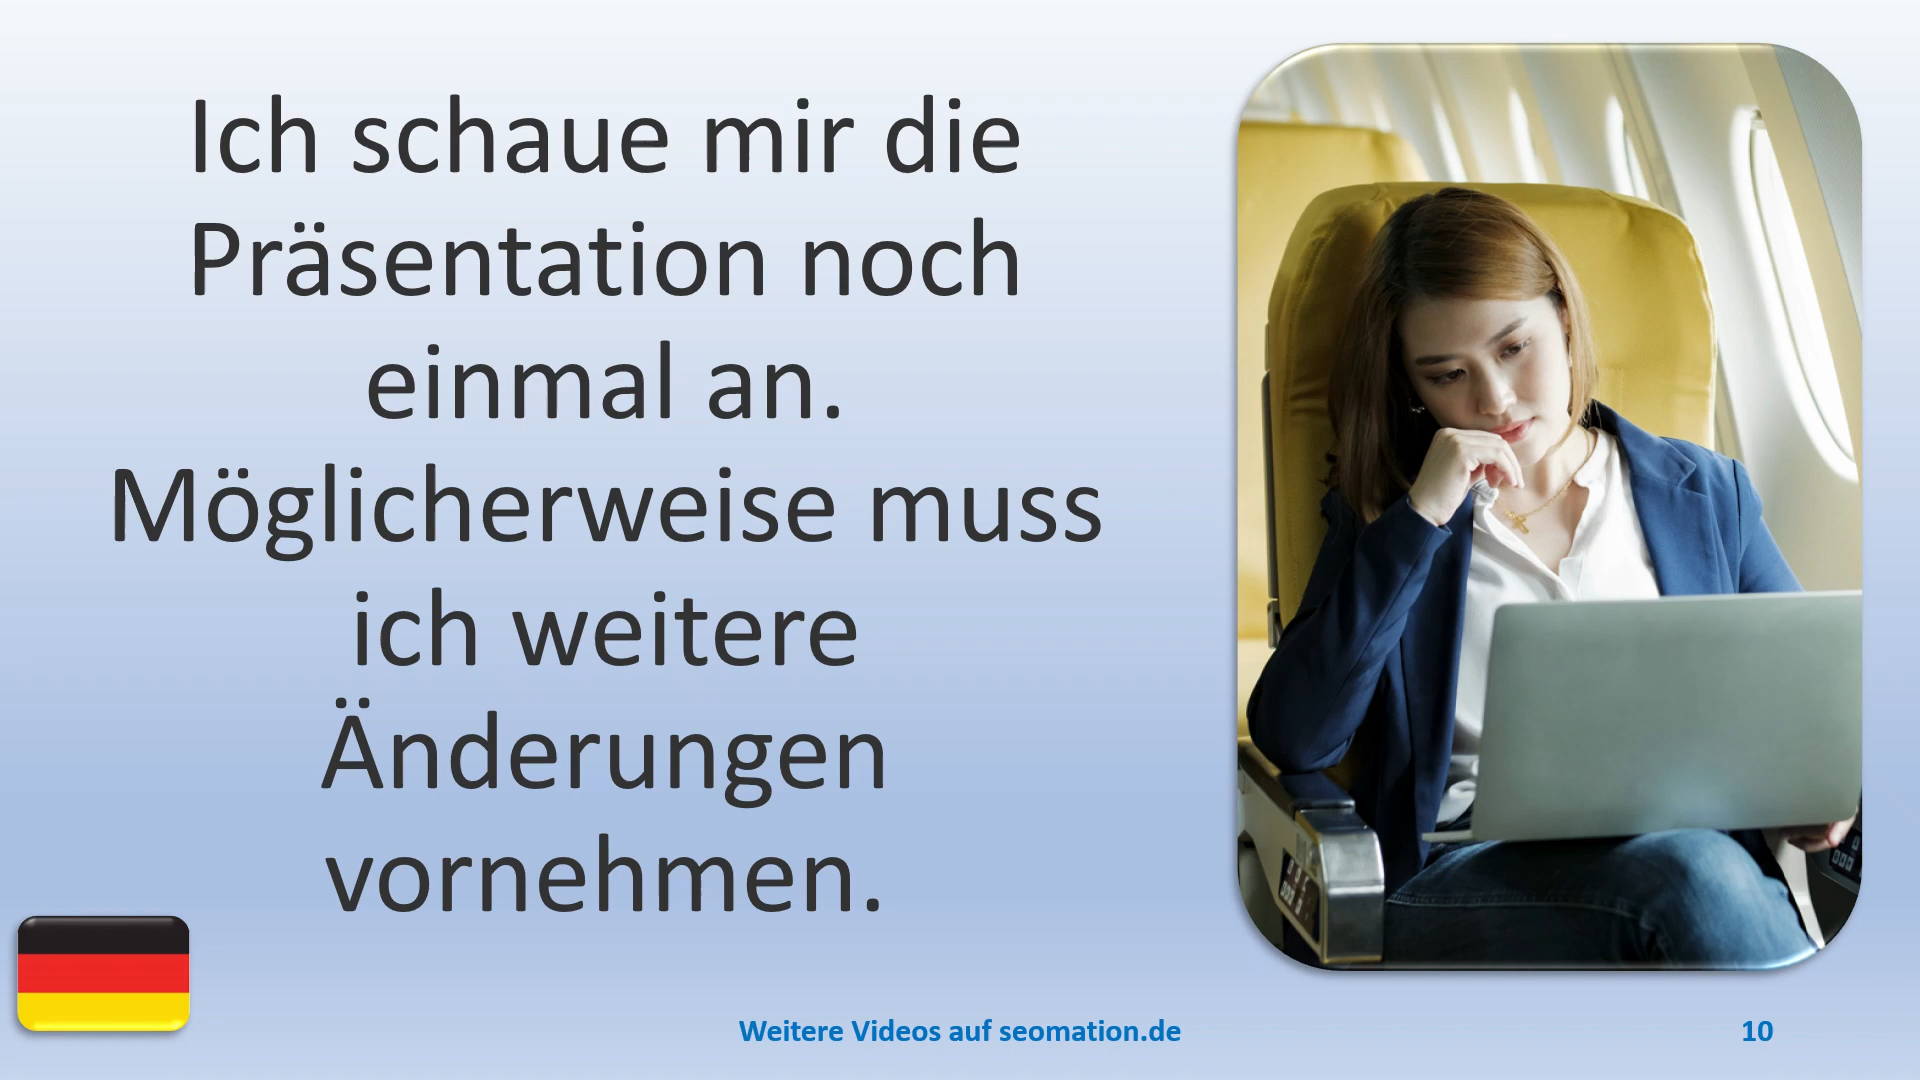 Ich schaue mir die
Präsentation noch
einmal an.
Möglicherweise muss
ich weitere
Änderungen
vornehmen.
Weitere Videos auf seomation.de
10